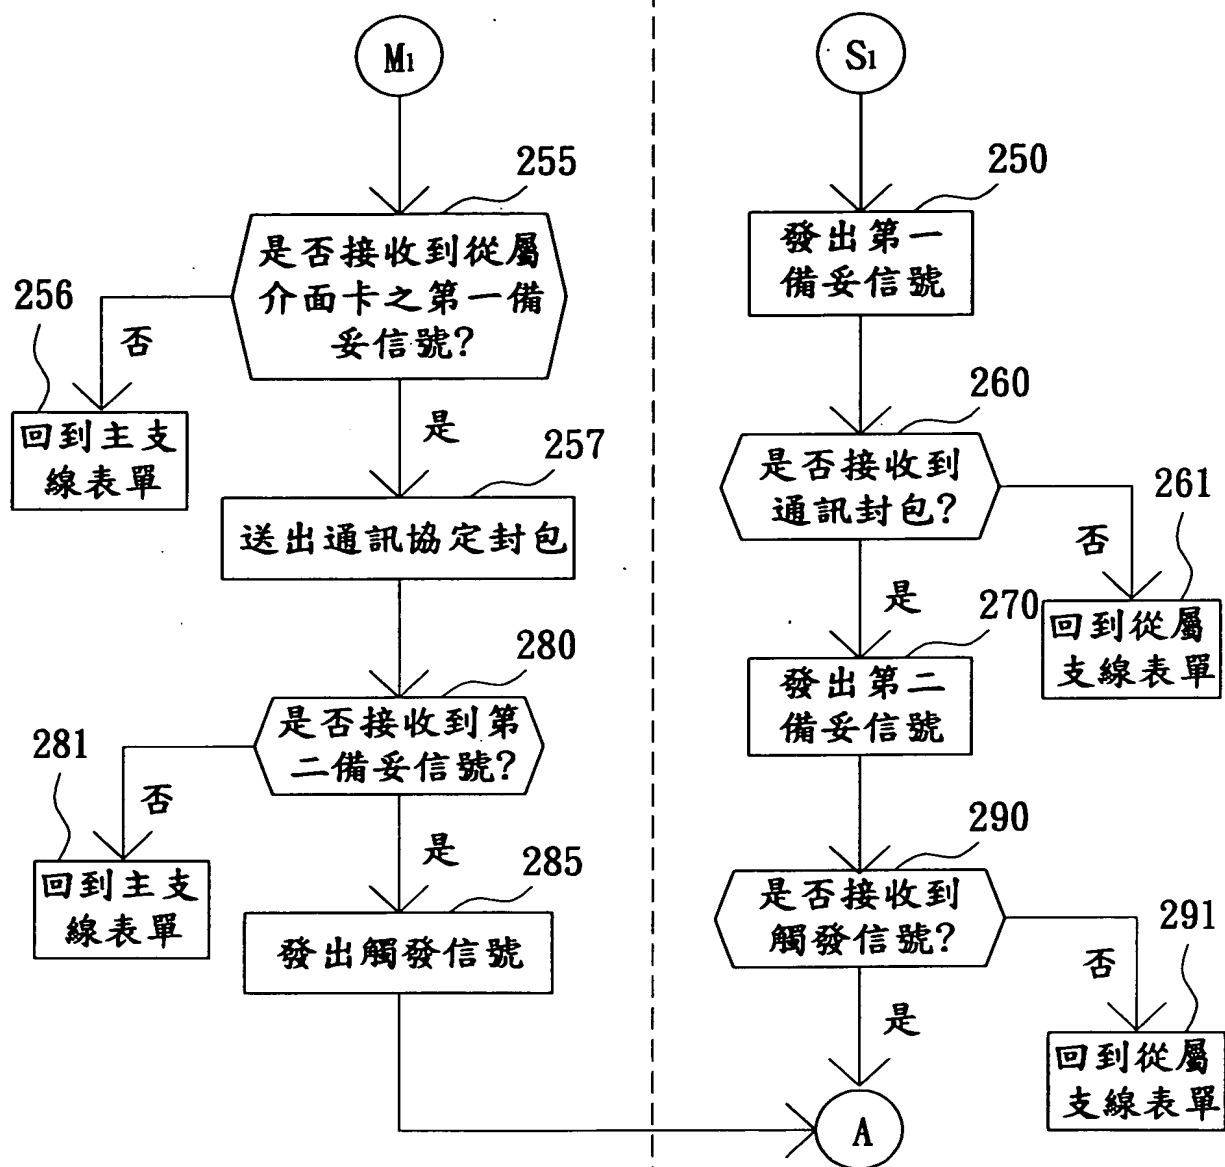 M1
255
是否接收到從屬
介面卡之第一備
妥信號?
256
否
回到主支
線表單
是
257
送出通訊協定封包
280
是否接收到第
二備妥信號?
281
否
回到主支
線表單
是
285
發出觸發信號
S1
250
發出第一
備妥信號
260
是否接收到
通訊封包?
261
否
回到從屬
支線表單
是
270
發出第二
備妥信號
290
是否接收到
觸發信號?
291
否
回到從屬
支線表單
是
A